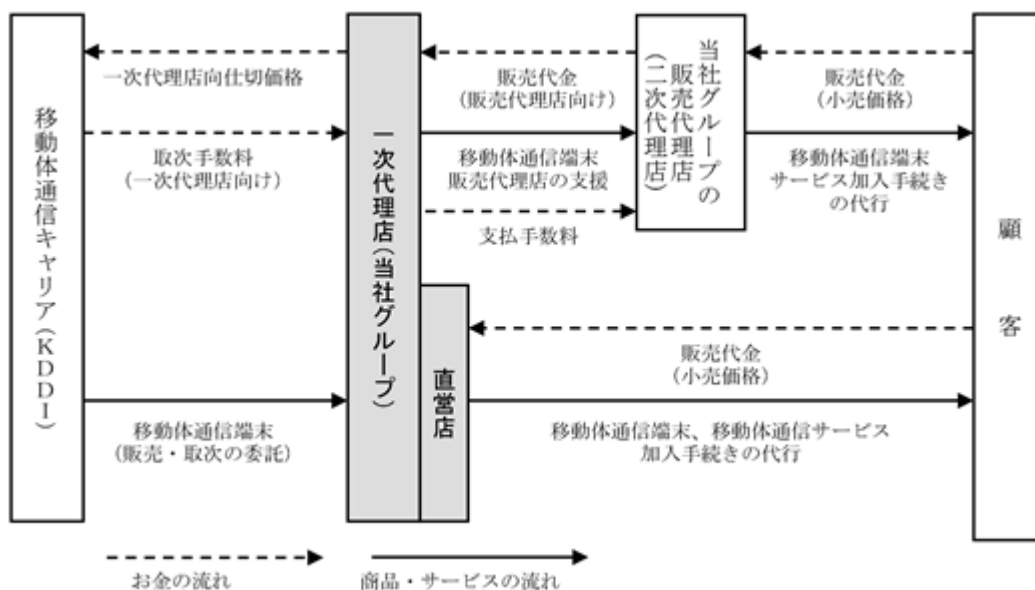 移動体通信キャリア(KDDI)
一次代理店向仕切価格
取次手数料
(一次代理店向け)
移動体通信端末
(販売・取次の委託)
一次代理店(当社グループ)
直営店
販売代金
(販売代理店向け)
移動体通信端末
販売代理店の支援
支払手数料
当社グループの
販売代理店
(二次代理店)
販売代金
(小売価格)
移動体通信端末
サービス加入手続き
の代行
販売代金
(小売価格)
移動体通信端末、移動体通信サービス
加入手続きの代行
顧客
お金の流れ
商品・サービスの流れ